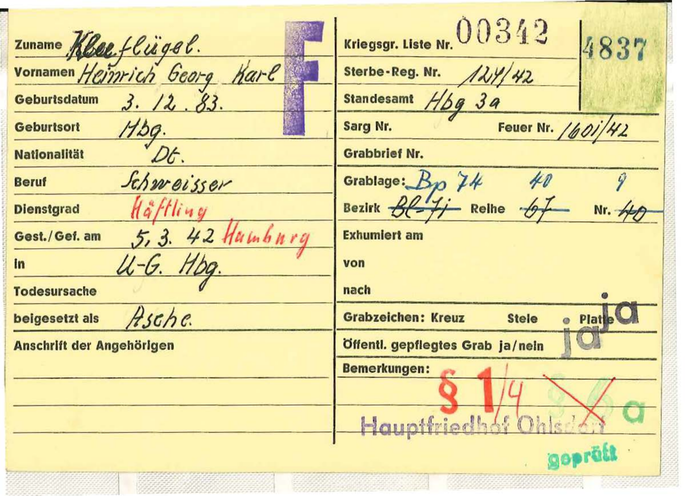 Zuname Kleeflügel.
Vornamen Heinrich Georg Karl
Geburtsdatum 3. 12. 83.
Geburtsort Hbg.
Nationalität Dt.
Beruf Schweisser
Dienstgrad Häftling
Gest./Gef. am 5. 3. 42 Hamburg
in U-G. Hbg.
Todesursache
beigesetzt als Asche.
Anschrift der Angehörigen
F
Kriegsgr. Liste Nr. 00342
4837
Sterbe-Reg. Nr. 124/42
Standesamt Hbg 3a
Sarg Nr. Feuer Nr. 1601/42
Grabbrief Nr.
Grablage: Bp 74 40 9
Bezirk Bl-71 Reihe 67 Nr. 40
Exhumiert am
von
nach
Grabzeichen: Kreuz Stele Platte ja
Öffentl. gepflegtes Grab ja/nein ja
Bemerkungen:
§ 1/4 § 6 a
Hauptfriedhof Ohlsdorf
geprüft